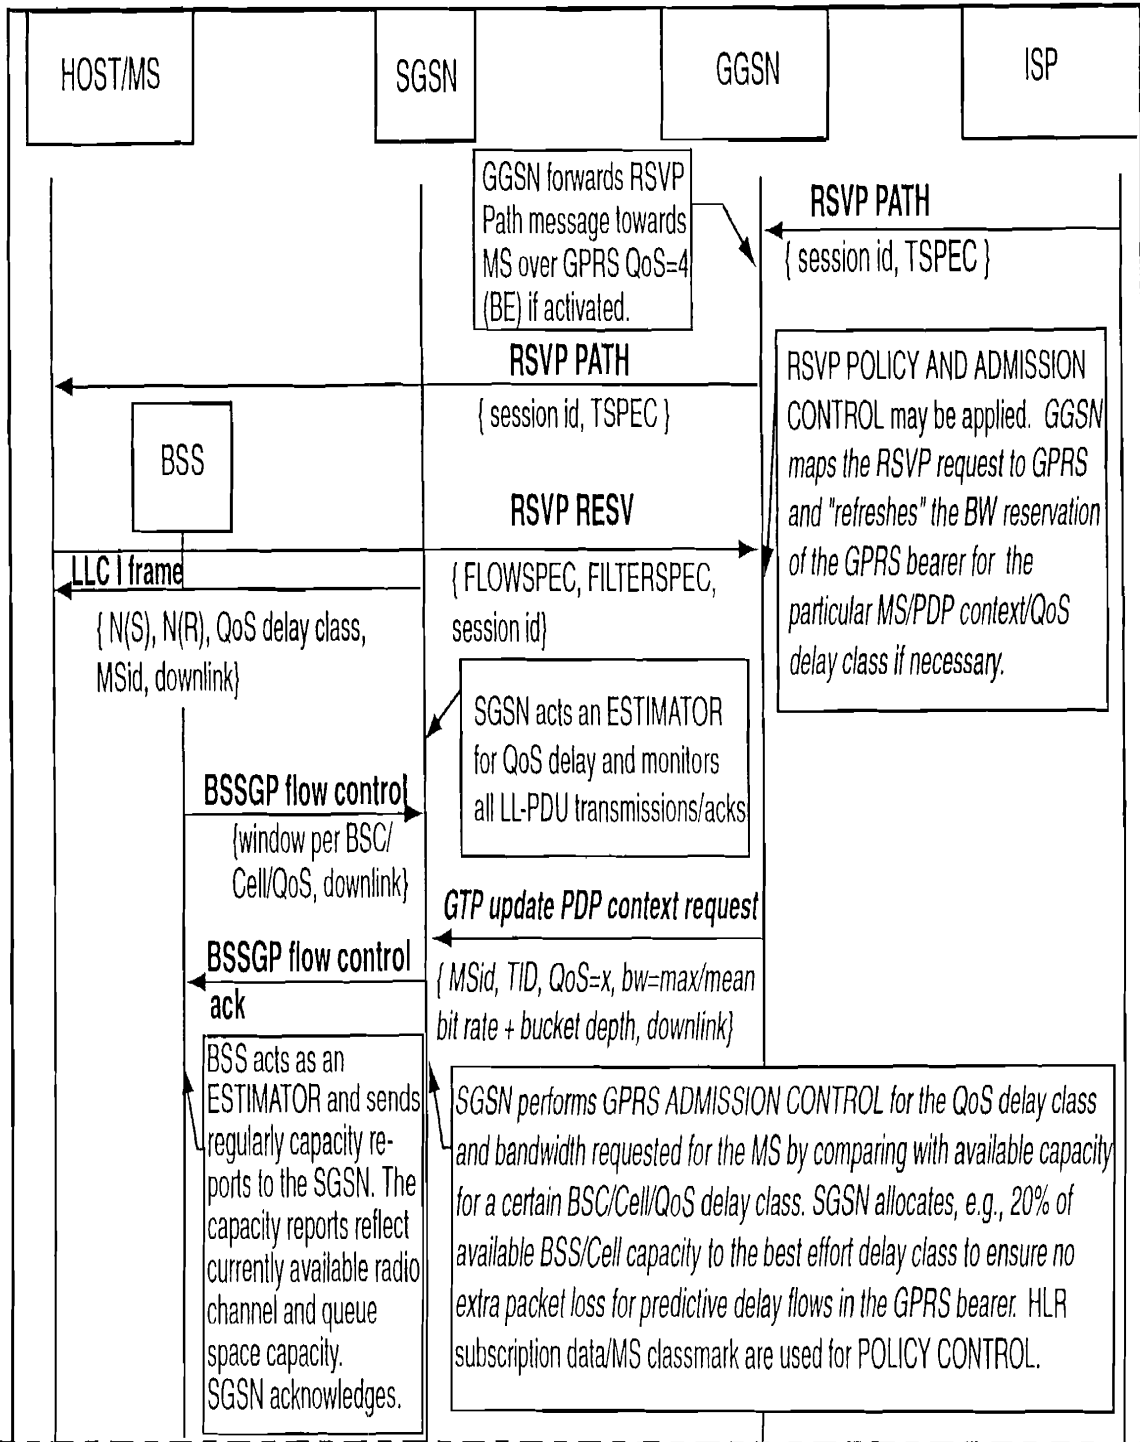 HOST/MS
SGSN
GGSN
ISP
GGSN forwards RSVP
Path message towards
MS over GPRS QoS=4
(BE) if activated.
RSVP PATH
{ session id, TSPEC }
RSVP PATH
{ session id, TSPEC }
RSVP POLICY AND ADMISSION
CONTROL may be applied. GGSN
maps the RSVP request to GPRS
and "refreshes" the BW reservation
of the GPRS bearer for the
particular MS/PDP context/QoS
delay class if necessary.
BSS
RSVP RESV
{ FLOWSPEC, FILTERSPEC,
session id}
LLC I frame
{ N(S), N(R), QoS delay class,
MSid, downlink}
SGSN acts an ESTIMATOR
for QoS delay and monitors
all LL-PDU transmissions/acks
BSSGP flow control
{window per BSC/
Cell/QoS, downlink}
GTP update PDP context request
{ MSid, TID, QoS=x, bw=max/mean
bit rate + bucket depth, downlink}
BSSGP flow control
ack
BSS acts as an
ESTIMATOR and sends
regularly capacity re-
ports to the SGSN. The
capacity reports reflect
currently available radio
channel and queue
space capacity.
SGSN acknowledges.
SGSN performs GPRS ADMISSION CONTROL for the QoS delay class
and bandwidth requested for the MS by comparing with available capacity
for a certain BSC/Cell/QoS delay class. SGSN allocates, e.g., 20% of
available BSS/Cell capacity to the best effort delay class to ensure no
extra packet loss for predictive delay flows in the GPRS bearer. HLR
subscription data/MS classmark are used for POLICY CONTROL.